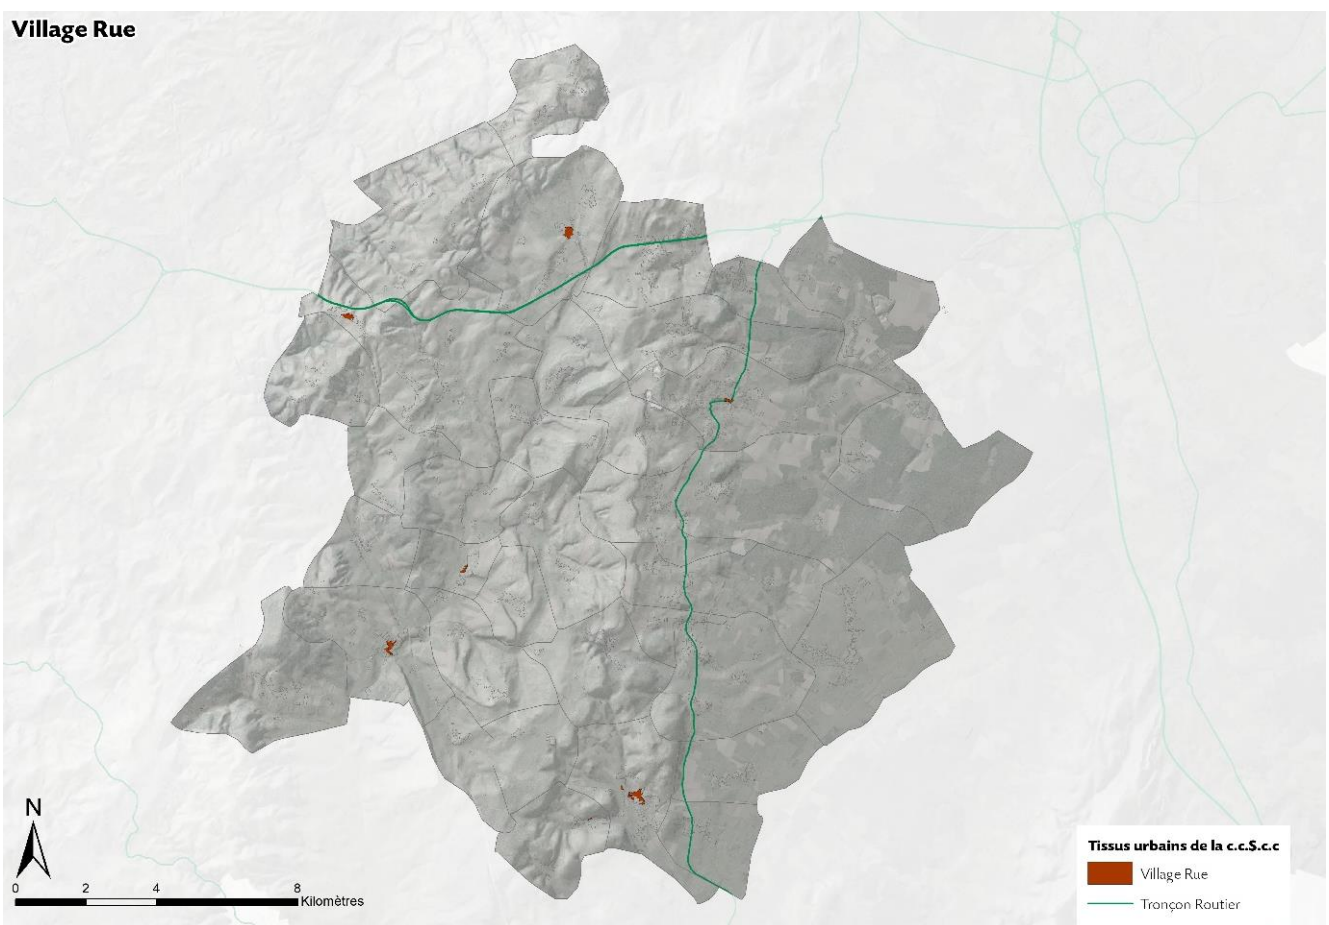 Village Rue
N
0 2 4 8
Kilomètres
Tissus urbains de la c.c.S.c.c
Village Rue
Tronçon Routier